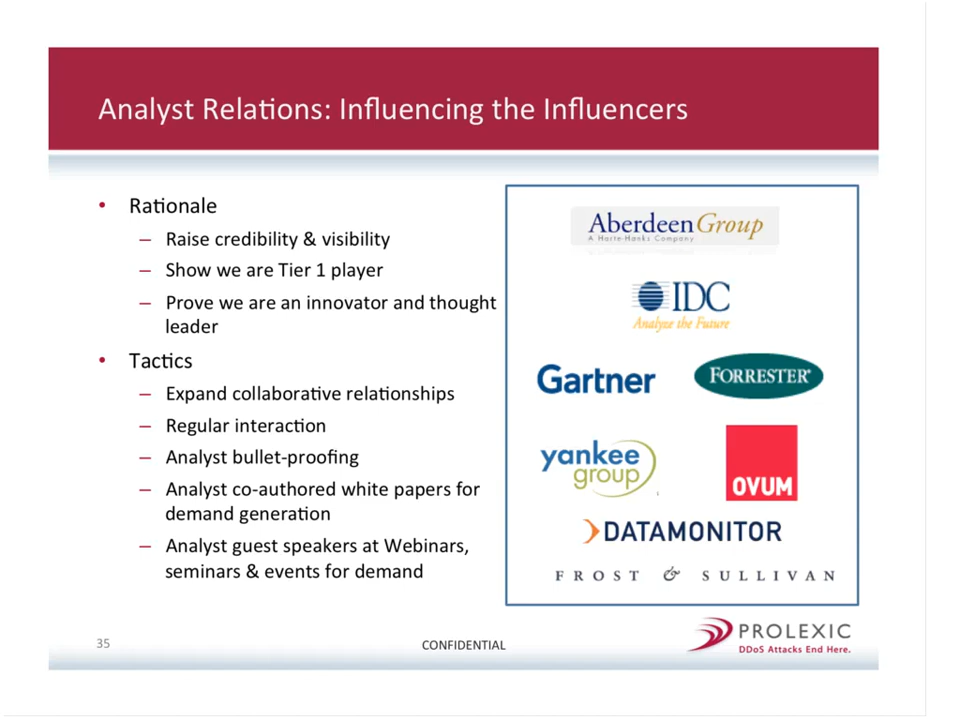 Analyst Relations: Influencing the Influencers
• Rationale
– Raise credibility & visibility
– Show we are Tier 1 player
– Prove we are an innovator and thought
leader
• Tactics
– Expand collaborative relationships
– Regular interaction
– Analyst bullet-proofing
– Analyst co-authored white papers for
demand generation
– Analyst guest speakers at Webinars,
seminars & events for demand
AberdeenGroup
A Harte-Hanks Company
IDC
Analyze the Future
Gartner
FORRESTER®
yankee
group
OVUM
DATAMONITOR
FROST & SULLIVAN
35
CONFIDENTIAL
PROLEXIC
DDoS Attacks End Here.